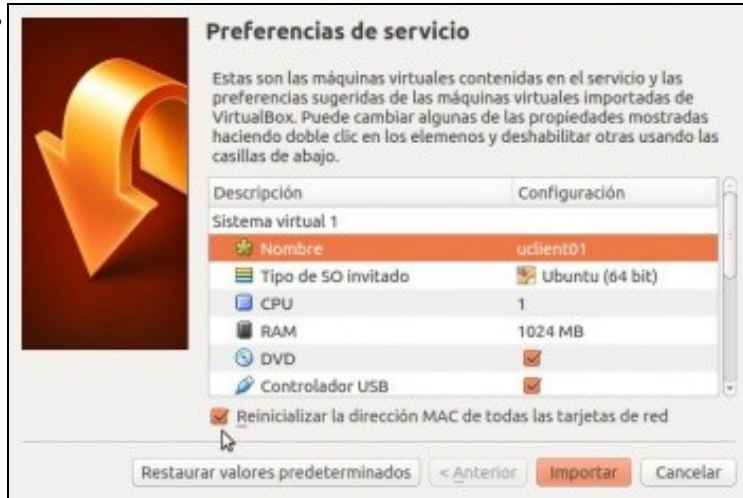 Preferencias de servicio
Estas son las máquinas virtuales contenidas en el servicio y las
preferencias sugeridas de las máquinas virtuales importadas de
VirtualBox. Puede cambiar algunas de las propiedades mostradas
haciendo doble clic en los elemenos y deshabilitar otras usando las
casillas de abajo.
Descripción Configuración
Sistema virtual 1
Nombre uclient01
Tipo de SO invitado Ubuntu (64 bit)
CPU 1
RAM 1024 MB
DVD
Controlador USB
Reinicializar la dirección MAC de todas las tarjetas de red
Restaurar valores predeterminados < Anterior Importar Cancelar